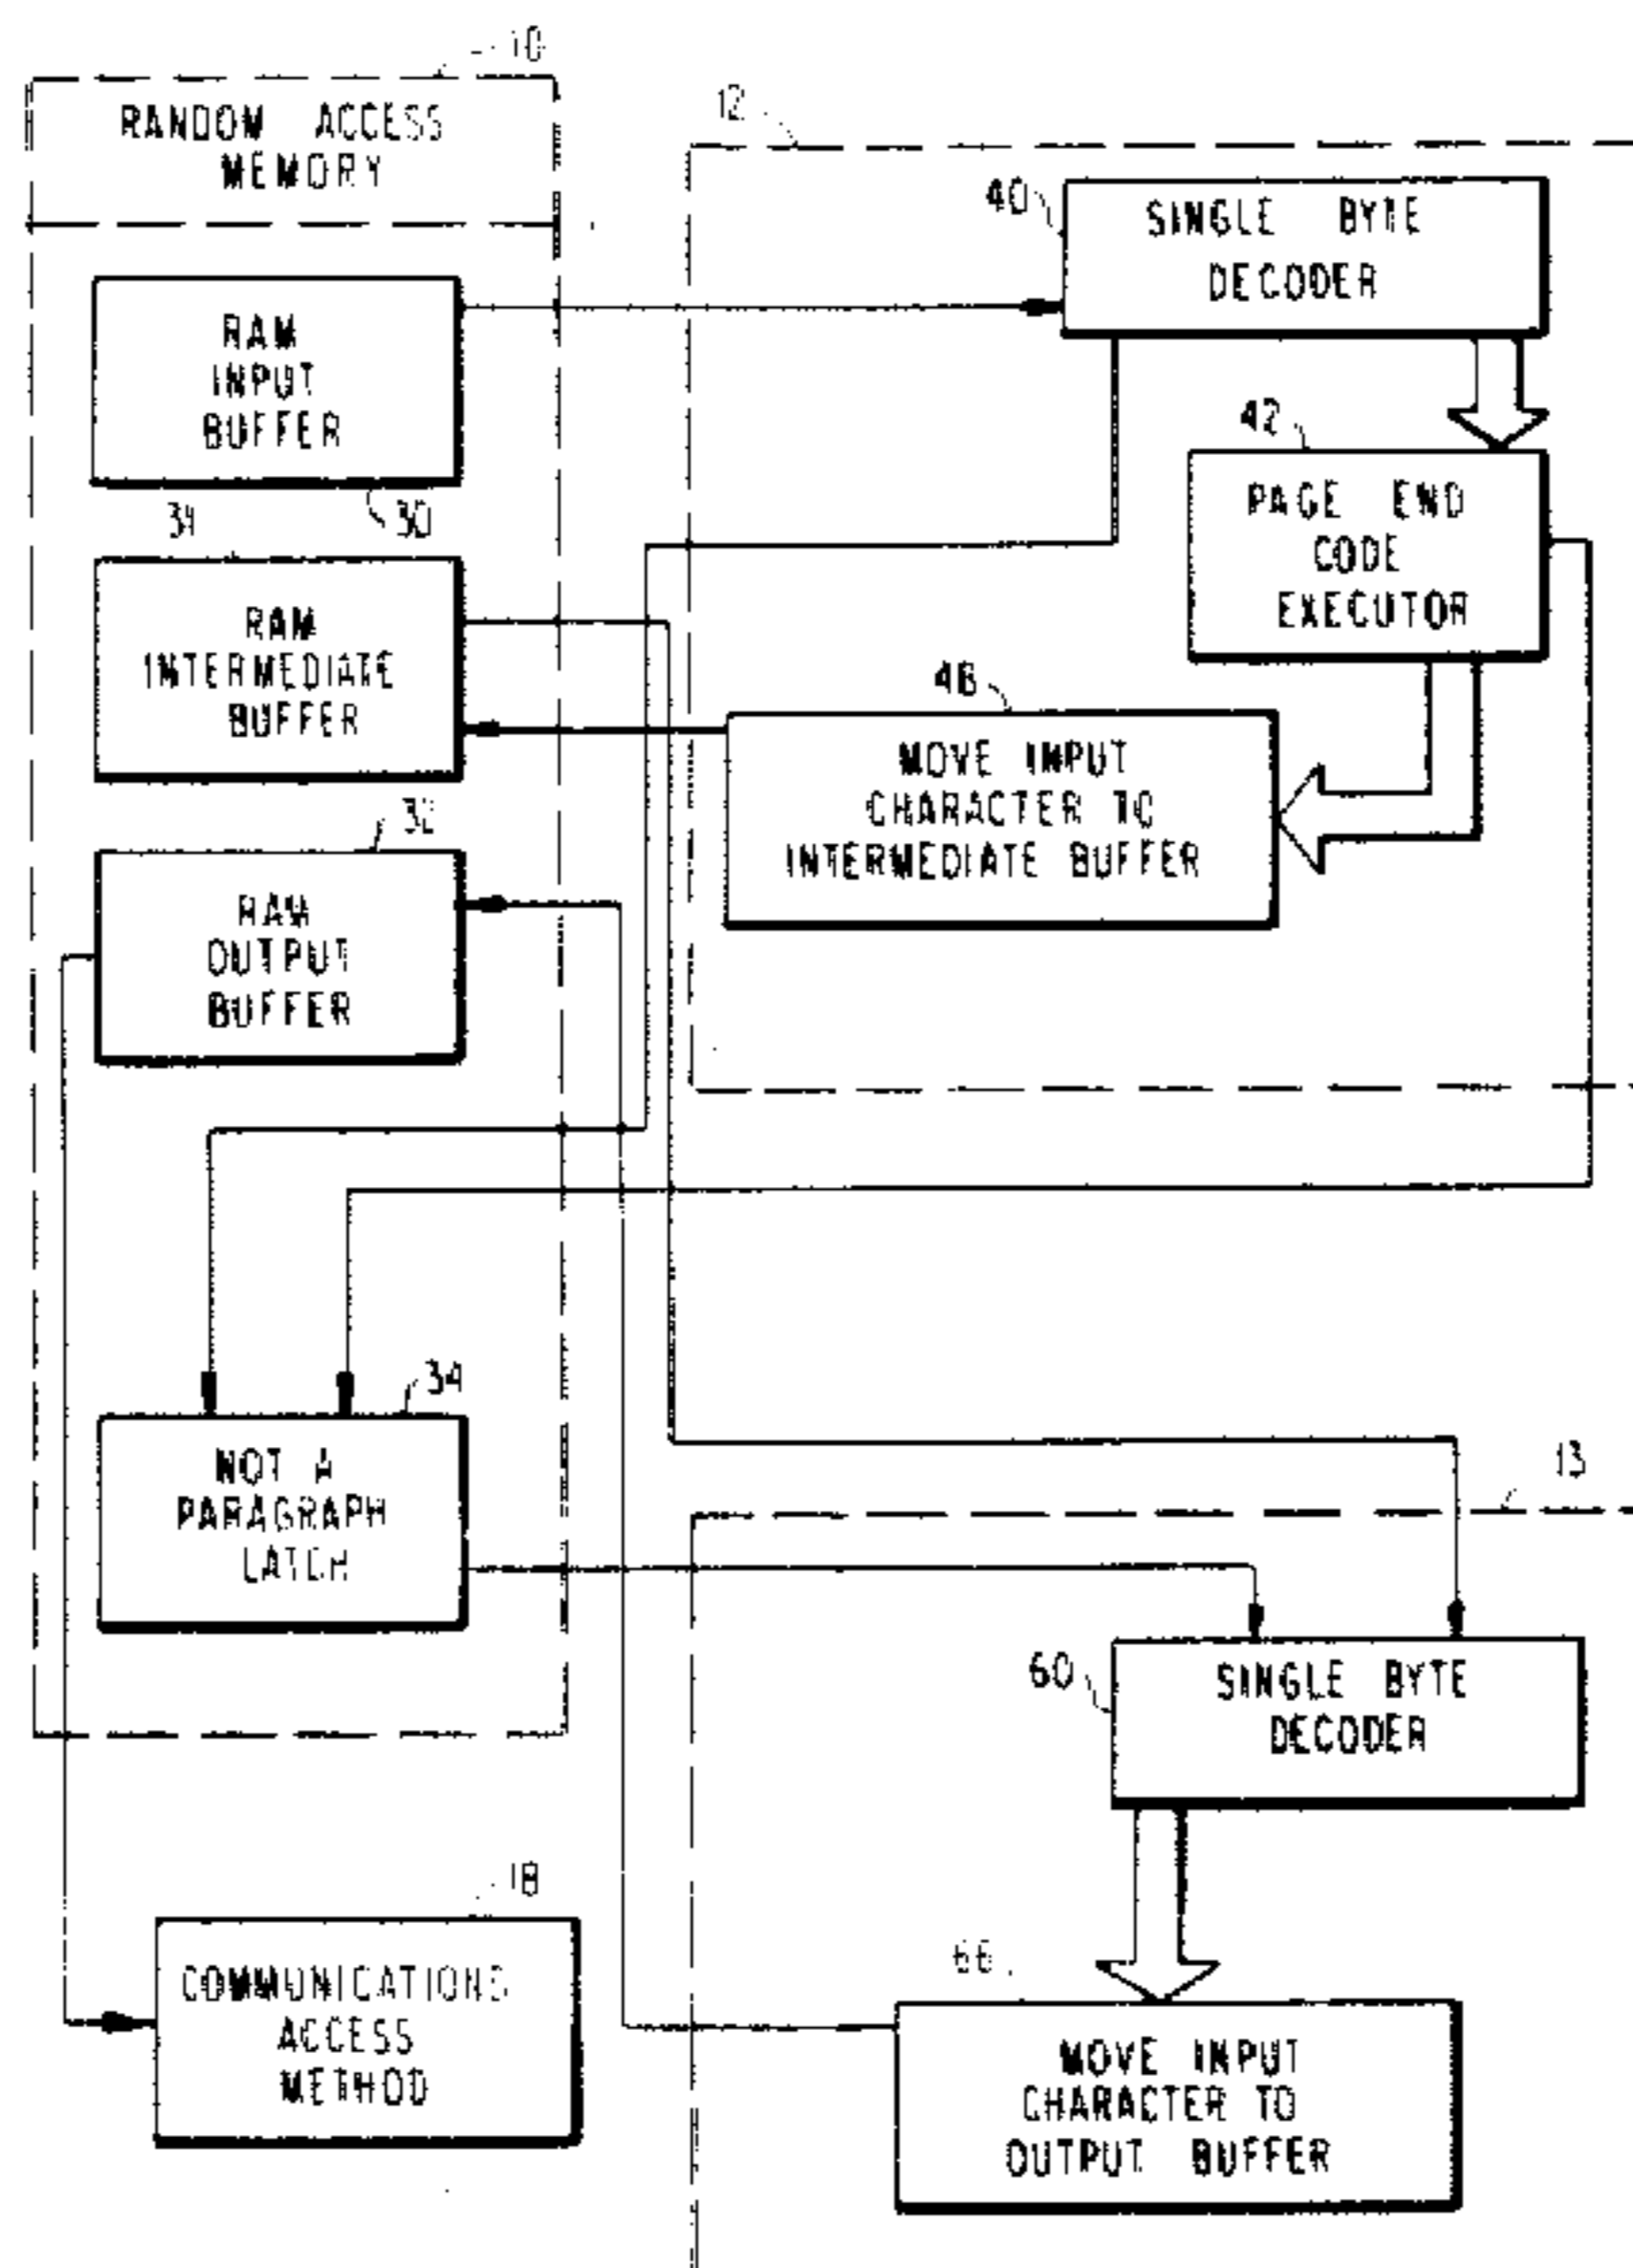 10
RANDOM ACCESS
MEMORY
12
40
SINGLE BYTE
DECODER
RAM
INPUT
BUFFER
30
42
PAGE END
CODE
EXECUTOR
31
RAM
INTERMEDIATE
BUFFER
48
MOVE INPUT
CHARACTER TO
INTERMEDIATE BUFFER
32
RAM
OUTPUT
BUFFER
34
NOT A
PARAGRAPH
LATCH
13
60
SINGLE BYTE
DECODER
18
COMMUNICATIONS
ACCESS
METHOD
66
MOVE INPUT
CHARACTER TO
OUTPUT BUFFER